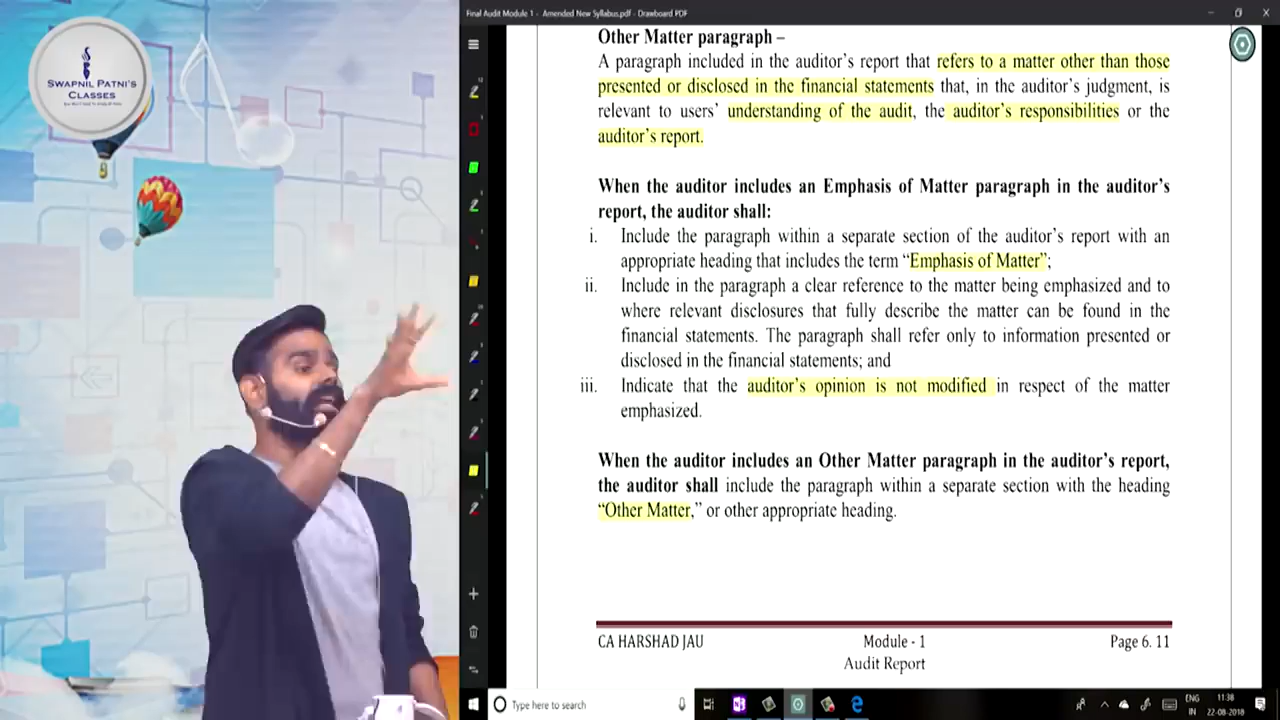 Final Audit Module 1 - Amended New Syllabus.pdf - Drawboard PDF
SWAPNIL PATNI'S
CLASSES
Other Matter paragraph –
A paragraph included in the auditor's report that refers to a matter other than those
presented or disclosed in the financial statements that, in the auditor's judgment, is
relevant to users' understanding of the audit, the auditor's responsibilities or the
auditor's report.
When the auditor includes an Emphasis of Matter paragraph in the auditor's
report, the auditor shall:
i. Include the paragraph within a separate section of the auditor's report with an
appropriate heading that includes the term “Emphasis of Matter”;
ii. Include in the paragraph a clear reference to the matter being emphasized and to
where relevant disclosures that fully describe the matter can be found in the
financial statements. The paragraph shall refer only to information presented or
disclosed in the financial statements; and
iii. Indicate that the auditor's opinion is not modified in respect of the matter
emphasized.
When the auditor includes an Other Matter paragraph in the auditor's report,
the auditor shall include the paragraph within a separate section with the heading
“Other Matter,” or other appropriate heading.
CA HARSHAD JAU Module - 1 Page 6. 11
Audit Report
Type here to search
ENG 11:38
IN 22-08-2018